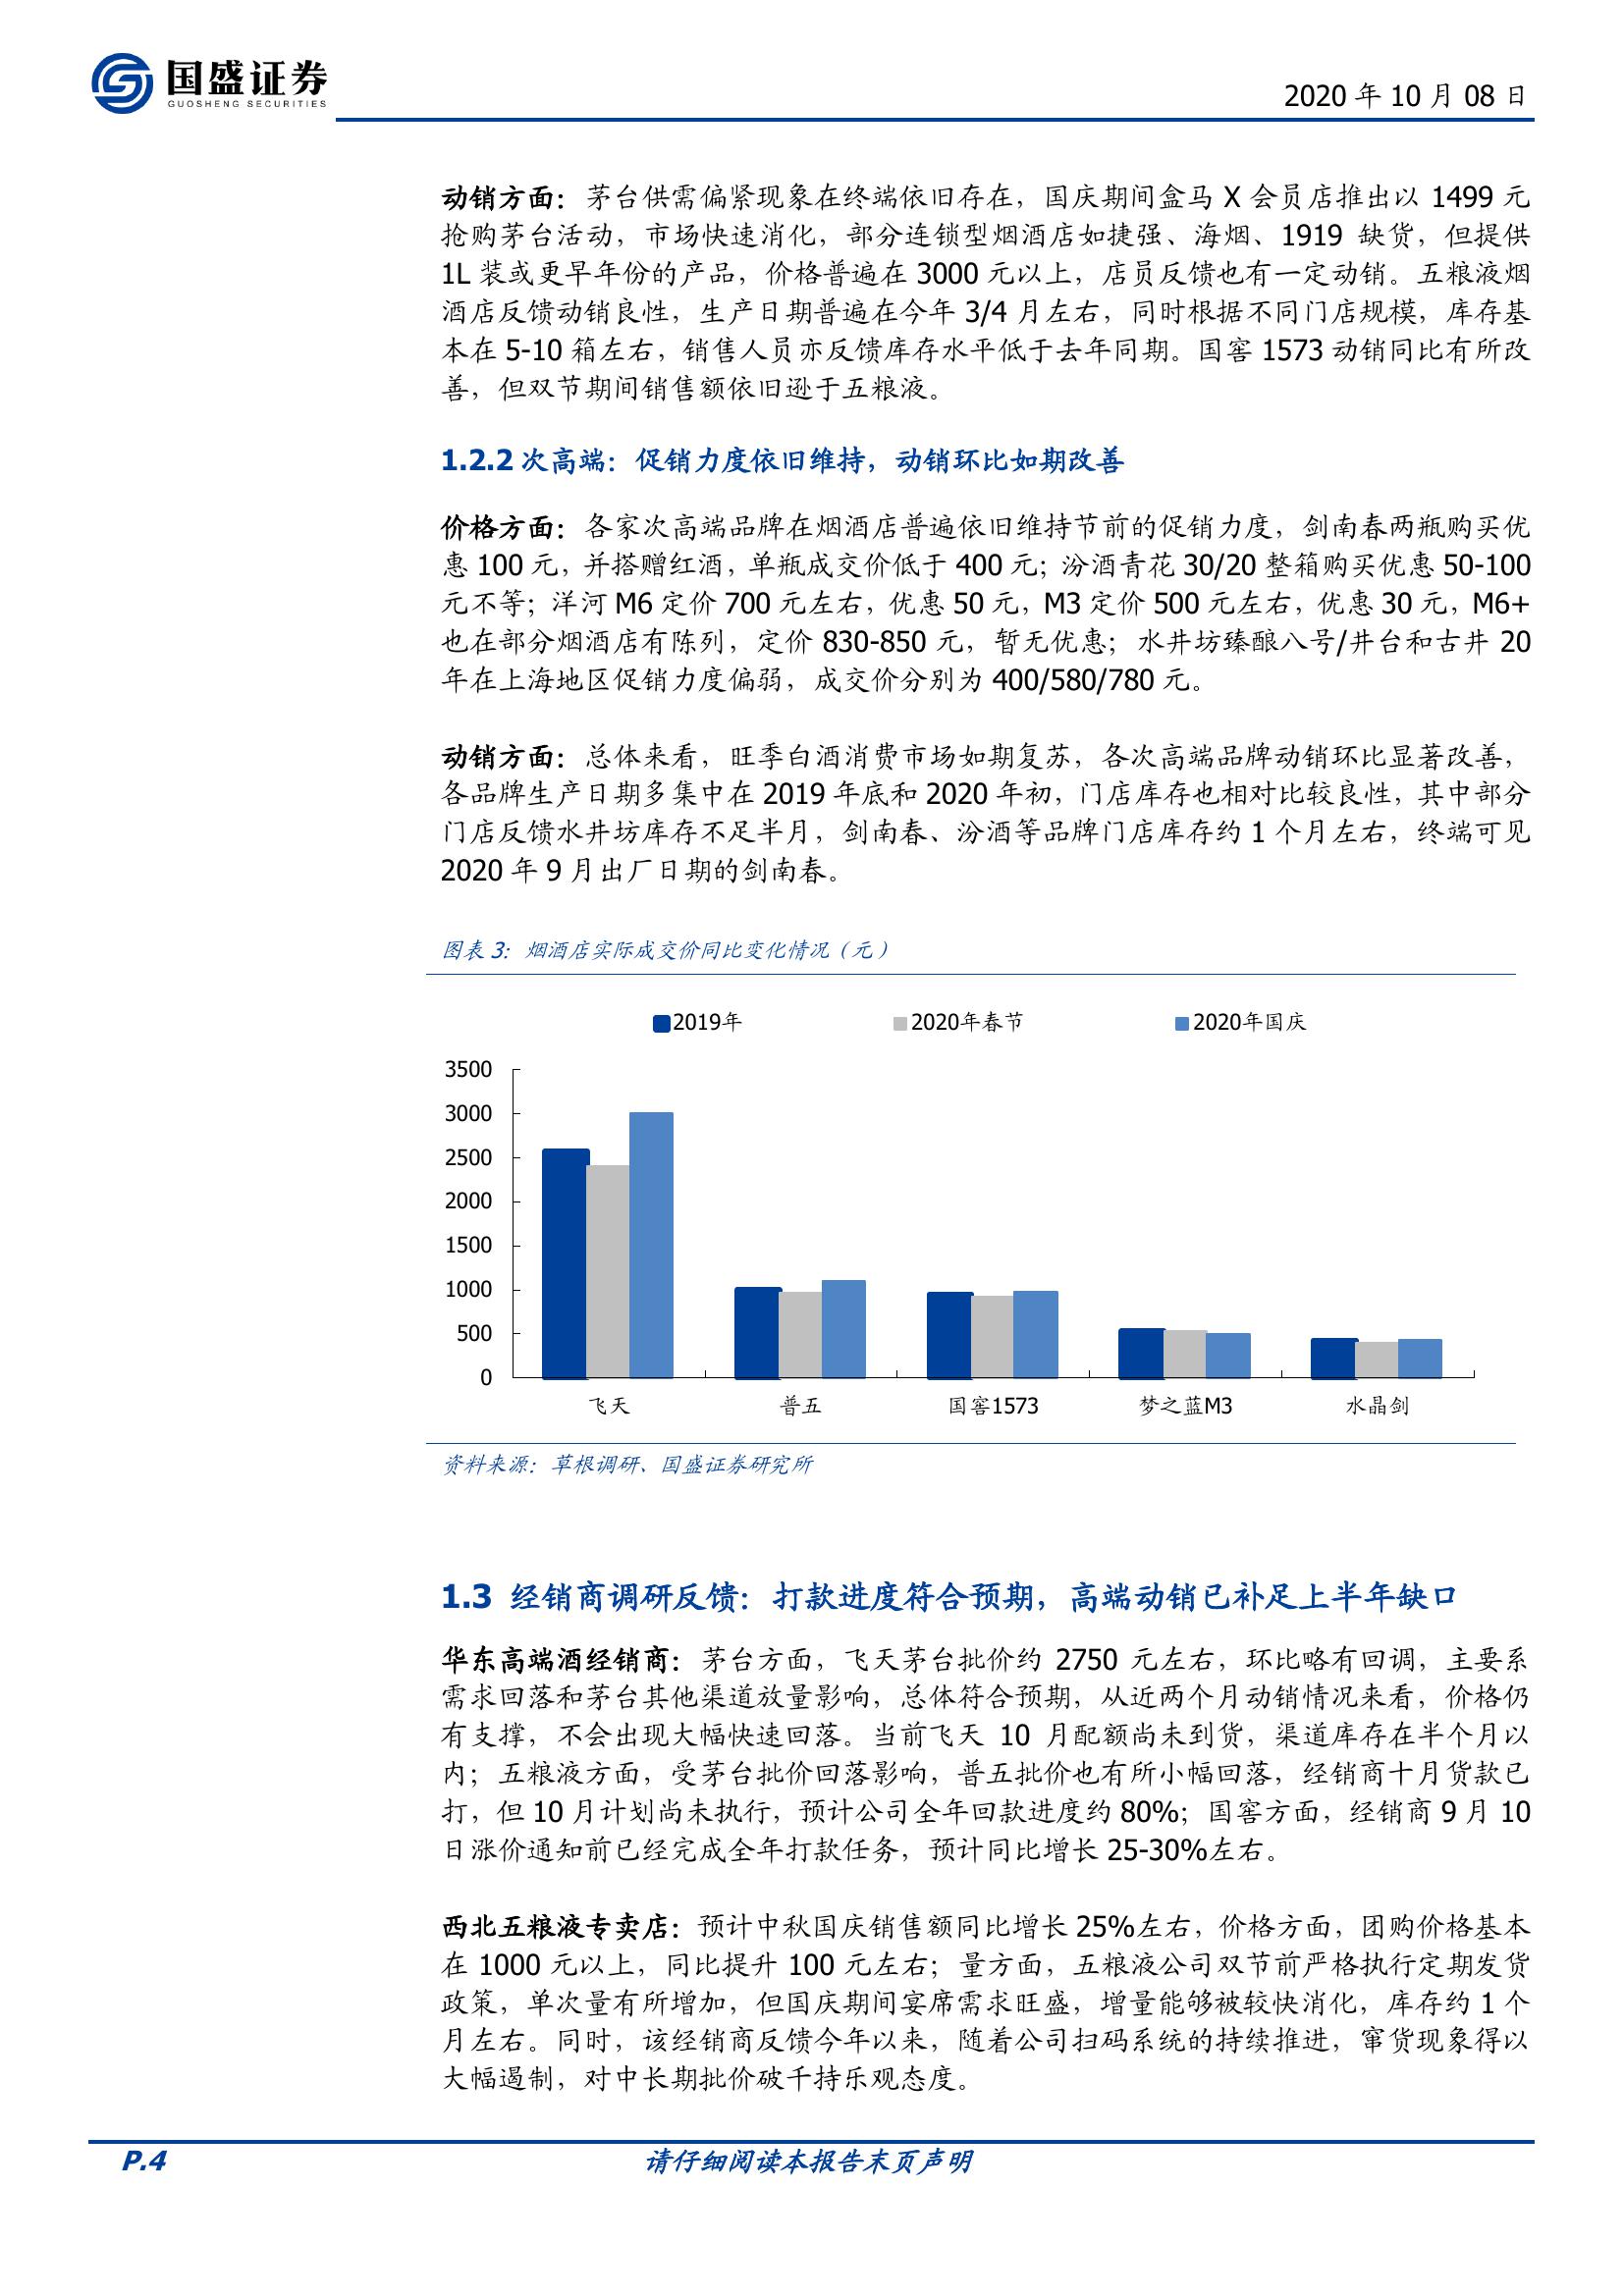 国盛证券
GUOSHENG SECURITIES
2020 年 10 月 08 日
动销方面：茅台供需偏紧现象在终端依旧存在，国庆期间盒马 X 会员店推出以 1499 元
抢购茅台活动，市场快速消化，部分连锁型烟酒店如捷强、海烟、1919 缺货，但提供
1L 装或更早年份的产品，价格普遍在 3000 元以上，店员反馈也有一定动销。五粮液烟
酒店反馈动销良性，生产日期普遍在今年 3/4 月左右，同时根据不同门店规模，库存基
本在 5-10 箱左右，销售人员亦反馈库存水平低于去年同期。国窖 1573 动销同比有所改
善，但双节期间销售额依旧逊于五粮液。
1.2.2 次高端：促销力度依旧维持，动销环比如期改善
价格方面：各家次高端品牌在烟酒店普遍依旧维持节前的促销力度，剑南春两瓶购买优
惠 100 元，并搭赠红酒，单瓶成交价低于 400 元；汾酒青花 30/20 整箱购买优惠 50-100
元不等；洋河 M6 定价 700 元左右，优惠 50 元，M3 定价 500 元左右，优惠 30 元，M6+
也在部分烟酒店有陈列，定价 830-850 元，暂无优惠；水井坊臻酿八号/井台和古井 20
年在上海地区促销力度偏弱，成交价分别为 400/580/780 元。
动销方面：总体来看，旺季白酒消费市场如期复苏，各次高端品牌动销环比显著改善，
各品牌生产日期多集中在 2019 年底和 2020 年初，门店库存也相对比较良性，其中部分
门店反馈水井坊库存不足半月，剑南春、汾酒等品牌门店库存约 1 个月左右，终端可见
2020 年 9 月出厂日期的剑南春。
图表 3：烟酒店实际成交价同比变化情况（元）
2019年 2020年春节 2020年国庆
3500
3000
2500
2000
1500
1000
500
0
飞天 普五 国窖1573 梦之蓝M3 水晶剑
资料来源：草根调研、国盛证券研究所
1.3 经销商调研反馈：打款进度符合预期，高端动销已补足上半年缺口
华东高端酒经销商：茅台方面，飞天茅台批价约 2750 元左右，环比略有回调，主要系
需求回落和茅台其他渠道放量影响，总体符合预期，从近两个月动销情况来看，价格仍
有支撑，不会出现大幅快速回落。当前飞天 10 月配额尚未到货，渠道库存在半个月以
内；五粮液方面，受茅台批价回落影响，普五批价也有所小幅回落，经销商十月货款已
打，但 10 月计划尚未执行，预计公司全年回款进度约 80%；国窖方面，经销商 9 月 10
日涨价通知前已经完成全年打款任务，预计同比增长 25-30%左右。
西北五粮液专卖店：预计中秋国庆销售额同比增长 25%左右，价格方面，团购价格基本
在 1000 元以上，同比提升 100 元左右；量方面，五粮液公司双节前严格执行定期发货
政策，单次量有所增加，但国庆期间宴席需求旺盛，增量能够被较快消化，库存约 1 个
月左右。同时，该经销商反馈今年以来，随着公司扫码系统的持续推进，窜货现象得以
大幅遏制，对中长期批价破千持乐观态度。
P.4 请仔细阅读本报告末页声明